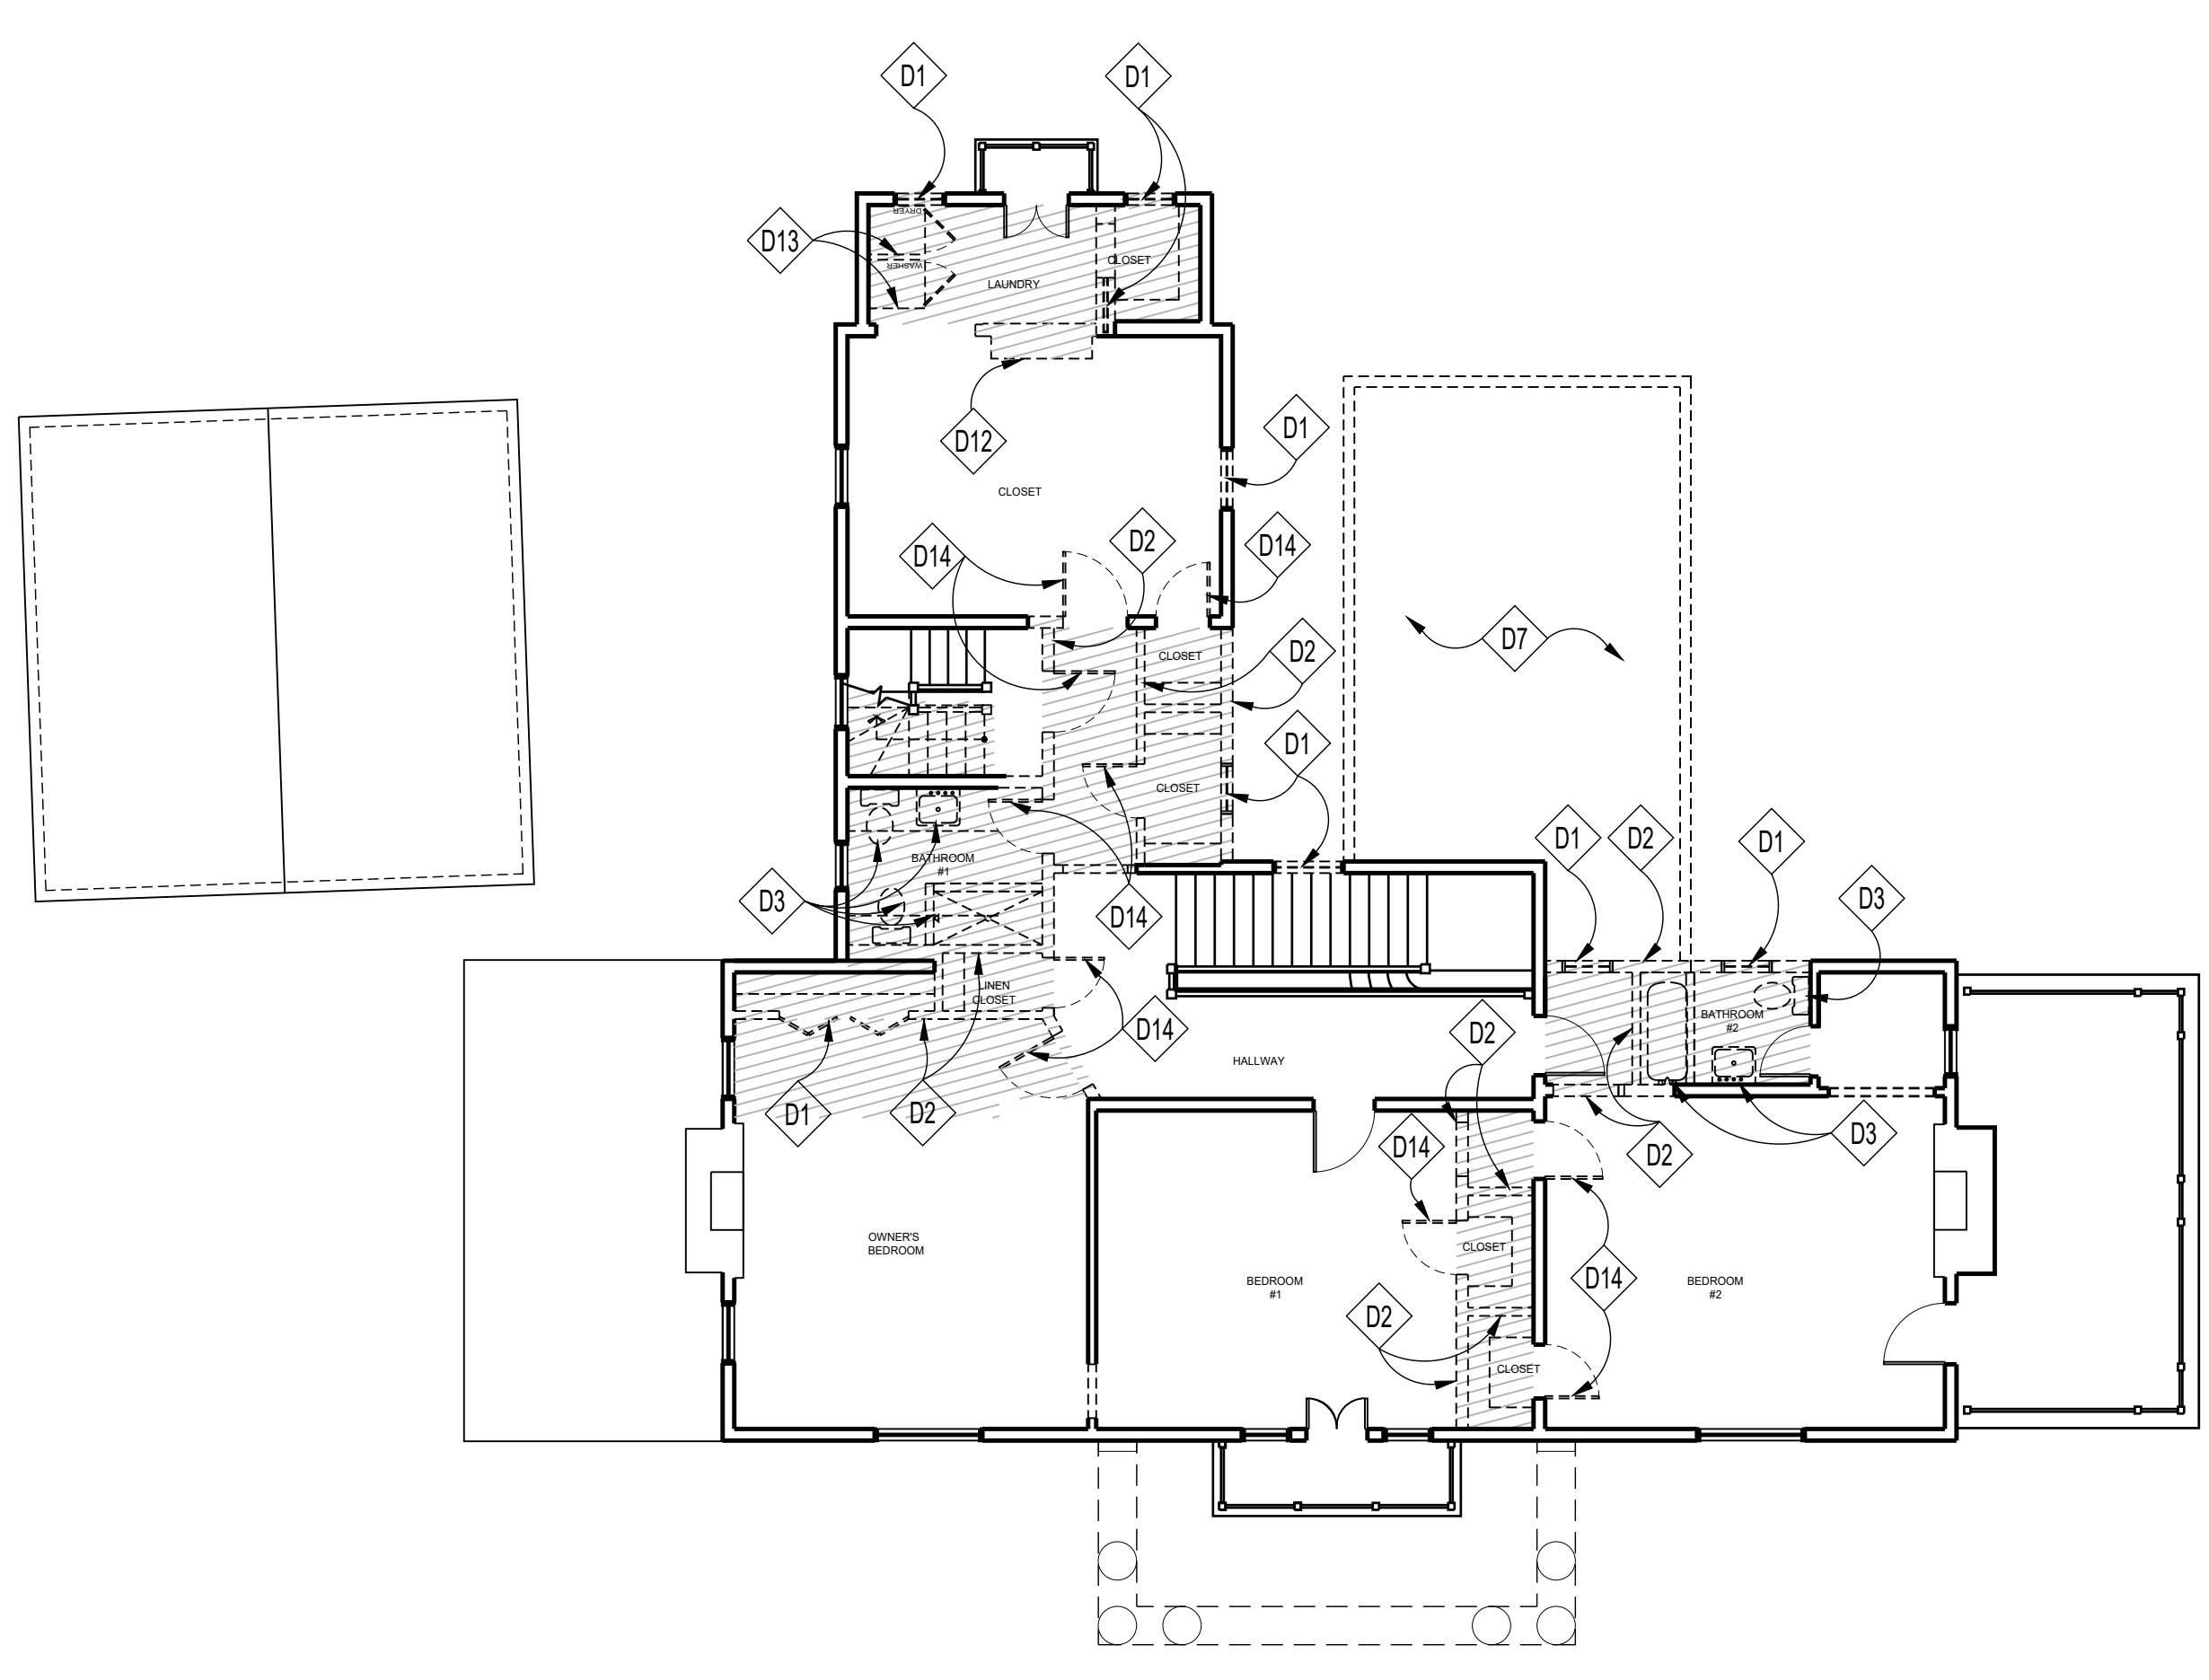 D1
D1
DRYER
D13
CLOSET
WASHER
LAUNDRY
D1
D12
CLOSET
D14
D2
D14
D7
D2
CLOSET
D1
CLOSET
D1
D2
D1
BATHROOM
#1
D3
D14
D3
LINEN
CLOSET
BATHROOM
#2
D14
D2
HALLWAY
D1
D2
D14
D2
D3
OWNER'S
BEDROOM
CLOSET
D14
BEDROOM
#1
BEDROOM
#2
D2
CLOSET